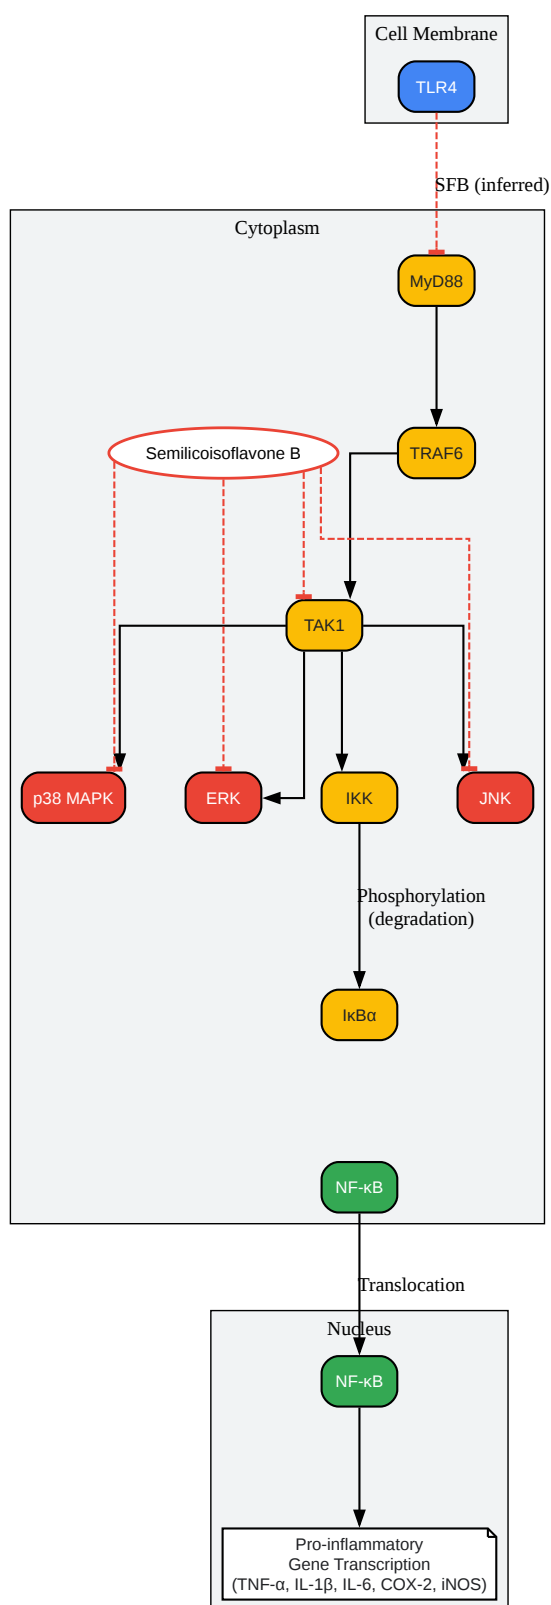 Cell Membrane
TLR4
SFB (inferred)
Cytoplasm
MyD88
Semilicoisoflavone B
TRAF6
TAK1
p38 MAPK
ERK
IKK
JNK
Phosphorylation
(degradation)
IκBα
NF-κB
Translocation
Nucleus
NF-κB
Pro-inflammatory
Gene Transcription
(TNF-α, IL-1β, IL-6, COX-2, iNOS)